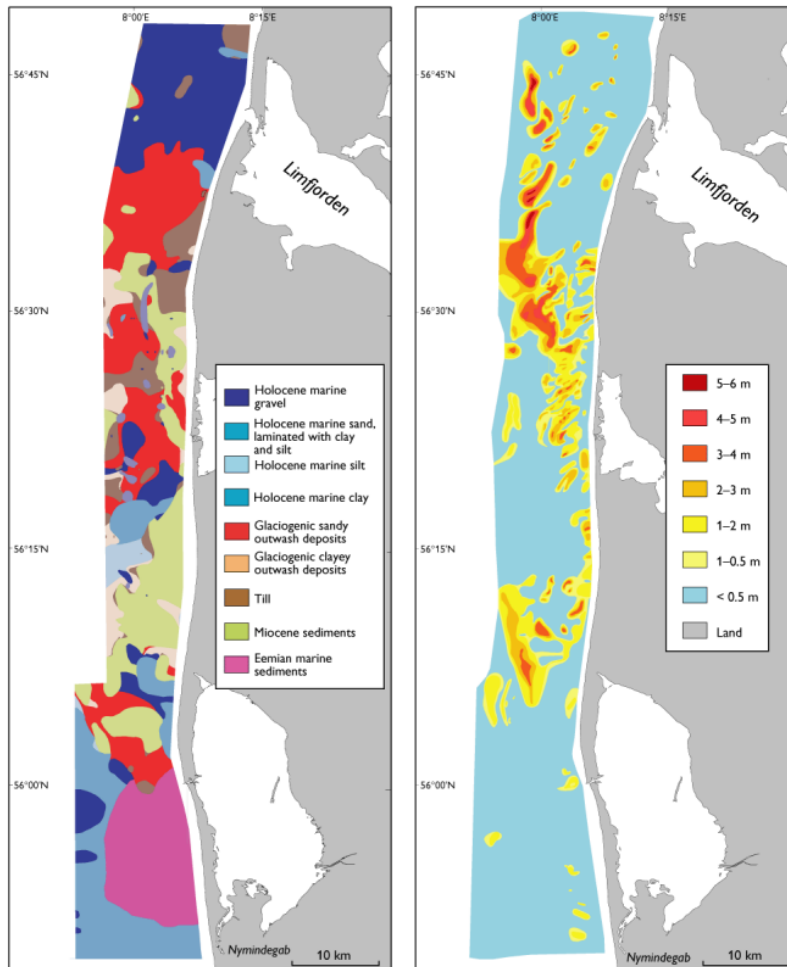 8°00'E
8°15'E
56°45'N
Limfjorden
56°30'N
Holocene marine
gravel
Holocene marine sand,
laminated with clay
and silt
Holocene marine silt
Holocene marine clay
Glaciogenic sandy
outwash deposits
Glaciogenic clayey
outwash deposits
Till
Miocene sediments
Eemian marine
sediments
56°15'N
56°00'N
Nymindegab
10 km
8°00'E
8°15'E
56°45'N
Limfjorden
56°30'N
5–6 m
4–5 m
3–4 m
2–3 m
1–2 m
1–0.5 m
< 0.5 m
Land
56°15'N
56°00'N
Nymindegab
10 km